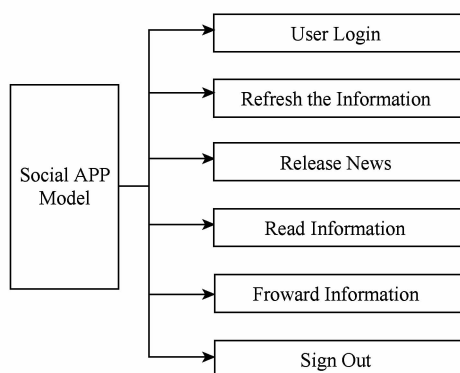 Social APP
Model
User Login
Refresh the Information
Release News
Read Information
Froward Information
Sign Out